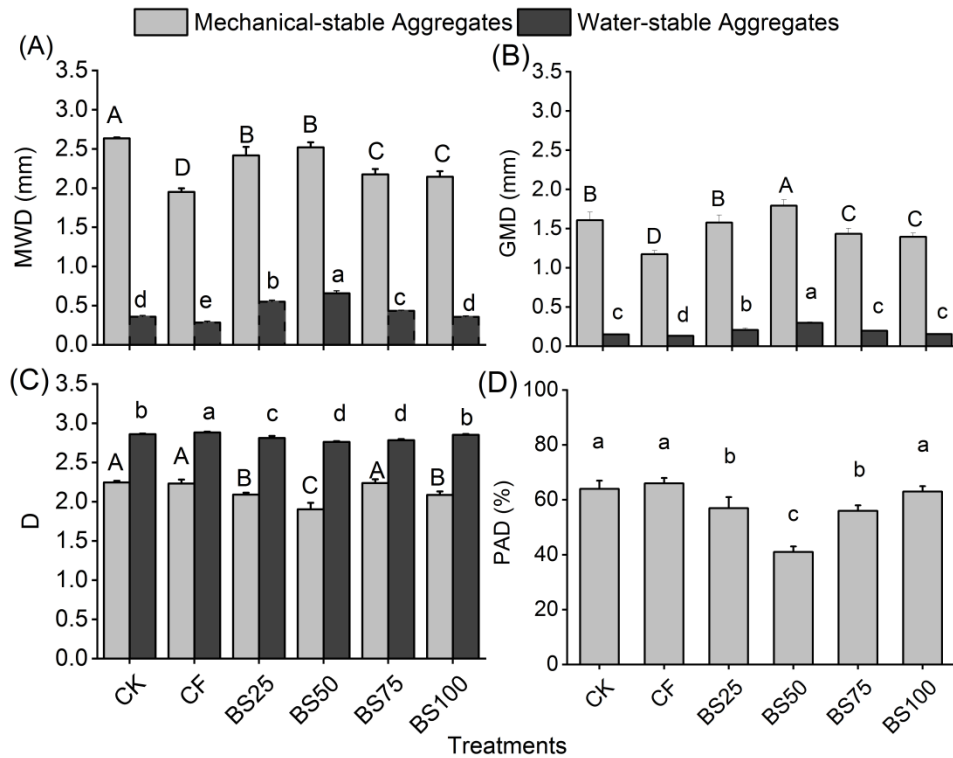 Mechanical-stable Aggregates Water-stable Aggregates
(A)
3.5
3.0
2.5
2.0
1.5
1.0
0.5
0.0
MWD (mm)
A D B B C C
d e b a c d
(B)
3.5
3.0
2.5
2.0
1.5
1.0
0.5
0.0
GMD (mm)
B D B A C C
c d b a c c
(C)
3.5
3.0
2.5
2.0
1.5
1.0
0.5
0.0
D
b a c d d b
A A B C A B
CK CF BS25 BS50 BS75 BS100
(D)
100
80
60
40
20
0
PAD (%)
a a b c b a
CK CF BS25 BS50 BS75 BS100
Treatments